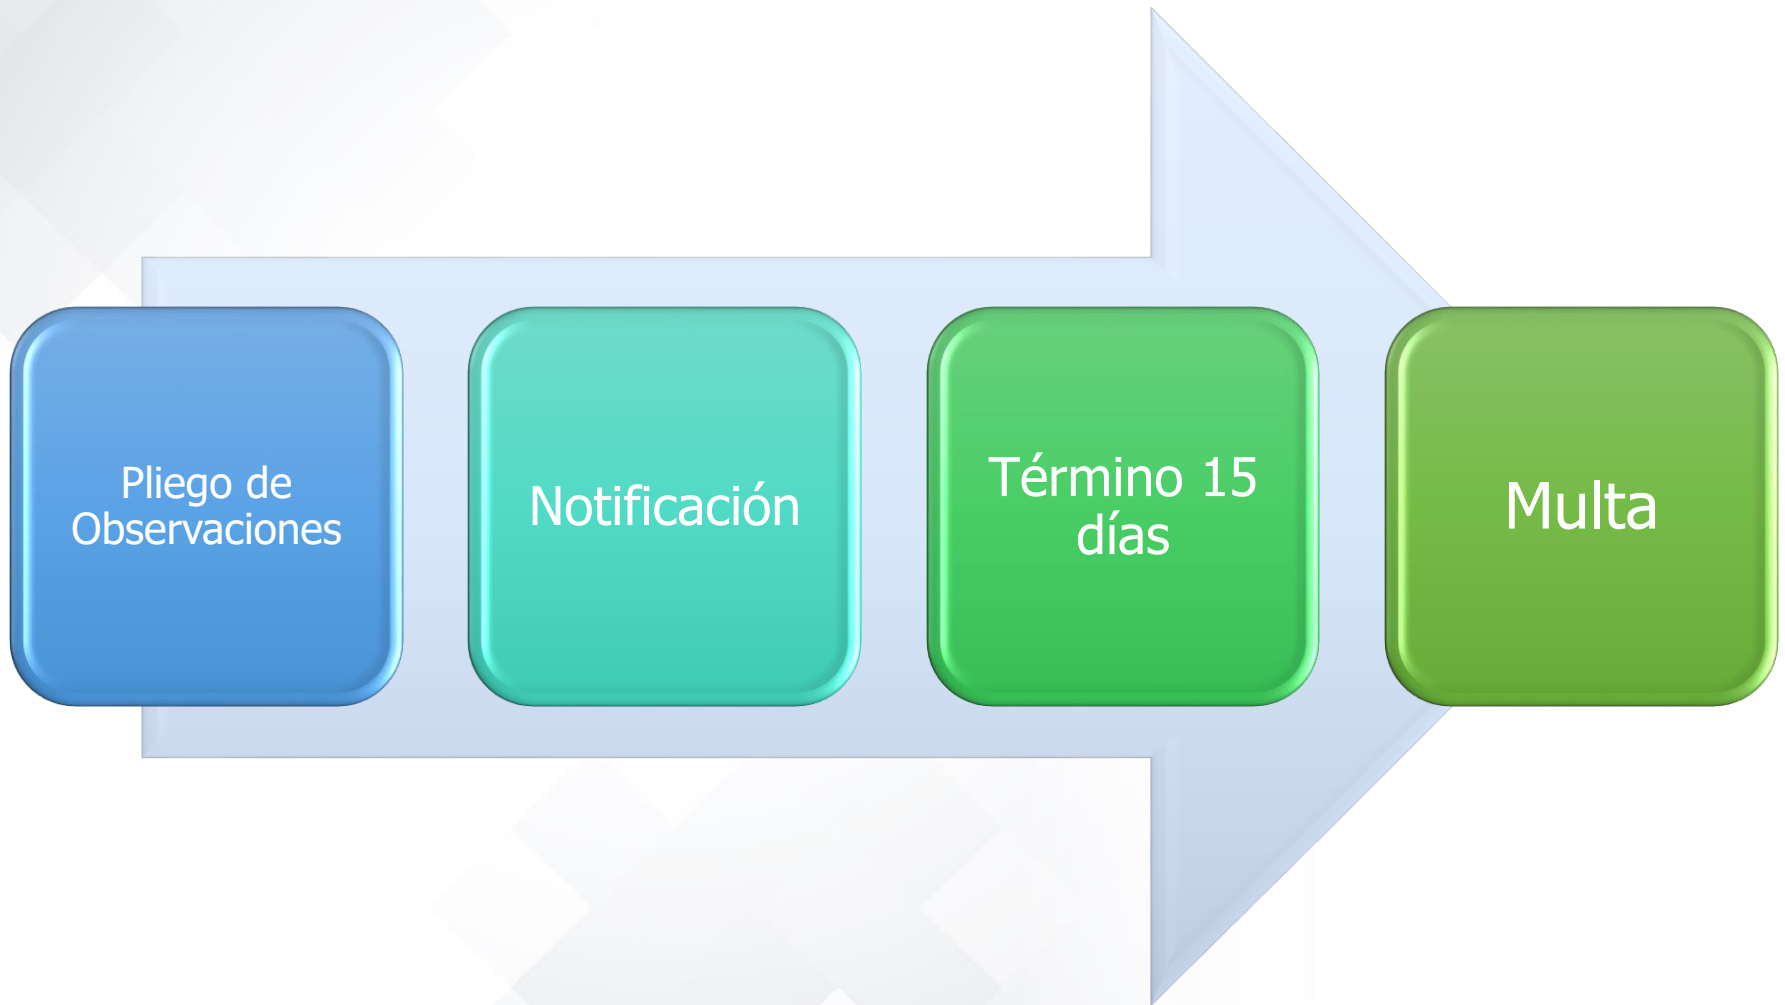 Pliego de
Observaciones
Notificación
Término 15
días
Multa